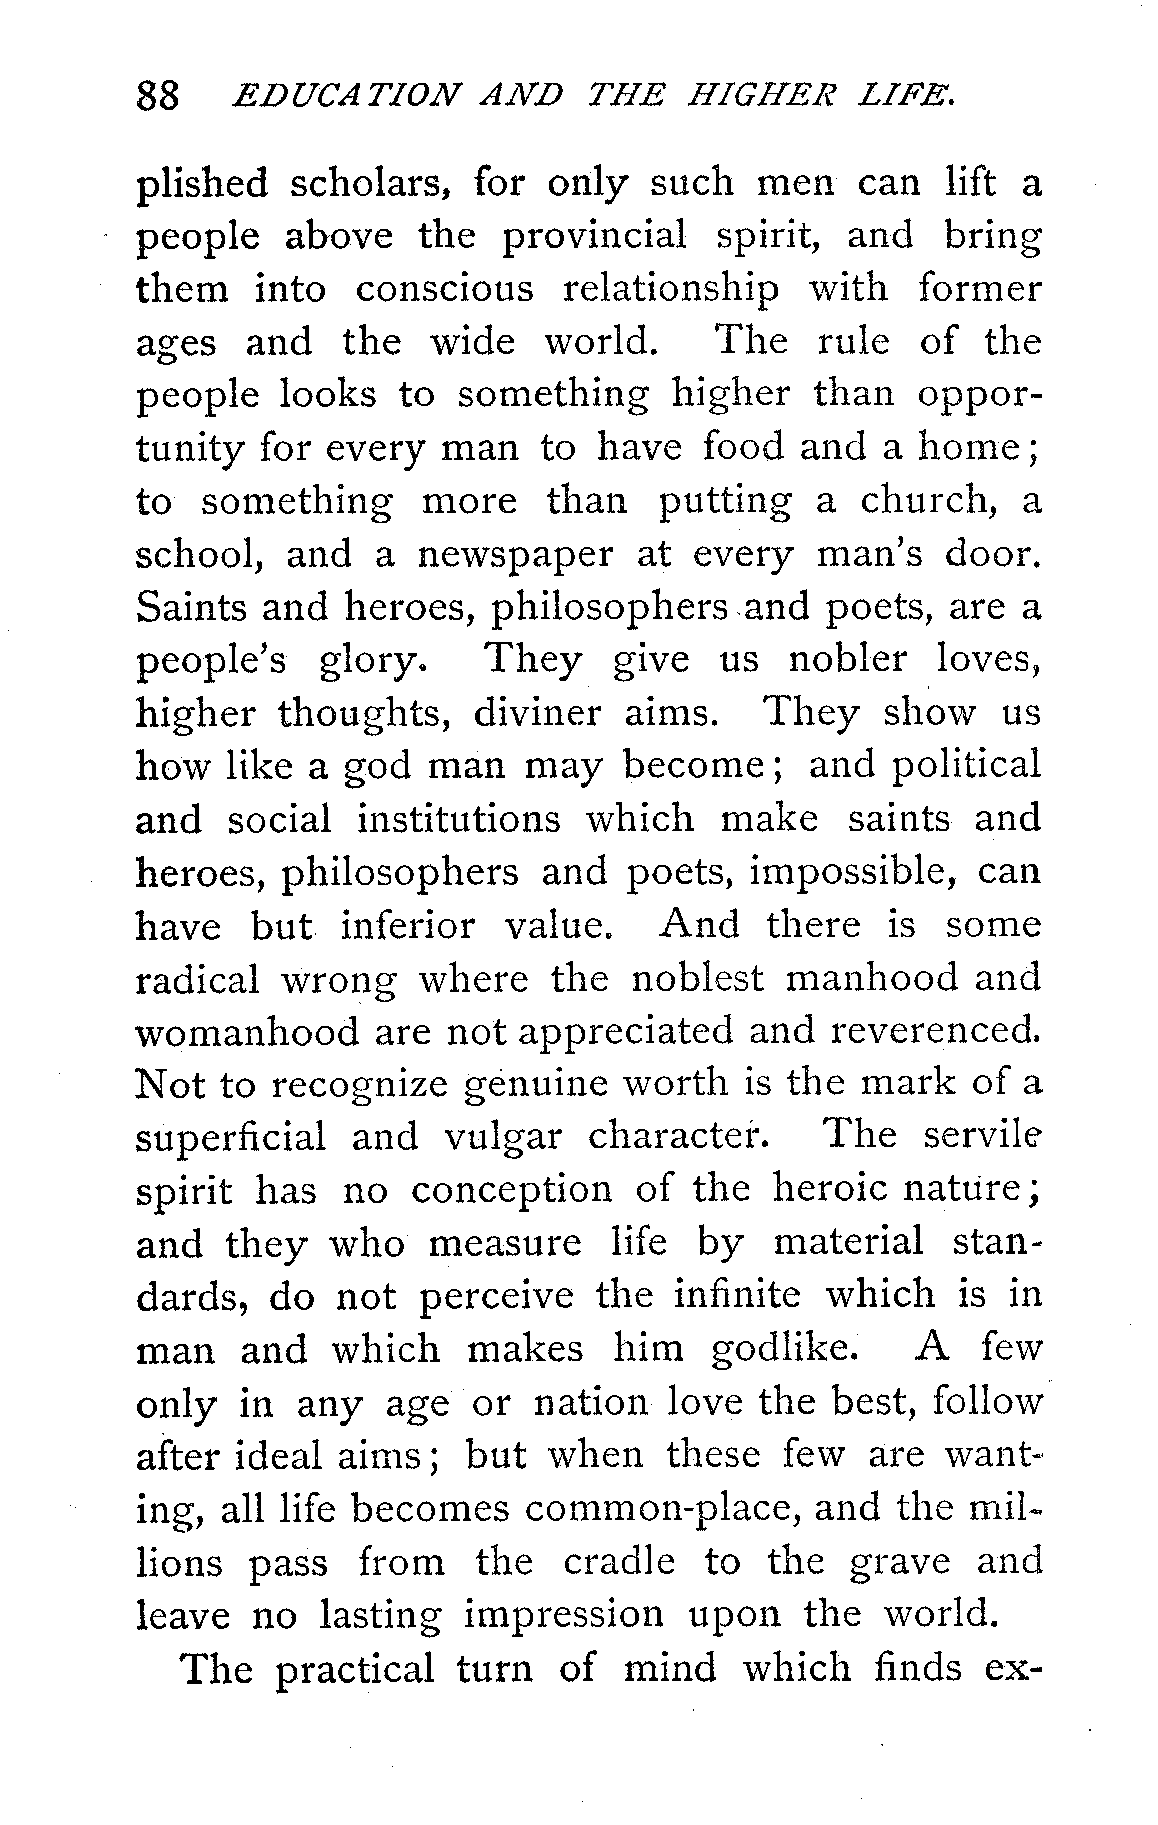 88 EDUCATION AND THE HIGHER LIFE.
plished scholars, for only such men can lift a
people above the provincial spirit, and bring
them into conscious relationship with former
ages and the wide world. The rule of the
people looks to something higher than oppor-
tunity for every man to have food and a home;
to something more than putting a church, a
school, and a newspaper at every man's door.
Saints and heroes, philosophers and poets, are a
people's glory. They give us nobler loves,
higher thoughts, diviner aims. They show us
how like a god man may become; and political
and social institutions which make saints and
heroes, philosophers and poets, impossible, can
have but inferior value. And there is some
radical wrong where the noblest manhood and
womanhood are not appreciated and reverenced.
Not to recognize genuine worth is the mark of a
superficial and vulgar character. The servile
spirit has no conception of the heroic nature;
and they who measure life by material stan-
dards, do not perceive the infinite which is in
man and which makes him godlike. A few
only in any age or nation love the best, follow
after ideal aims; but when these few are want-
ing, all life becomes common-place, and the mil-
lions pass from the cradle to the grave and
leave no lasting impression upon the world.
The practical turn of mind which finds ex-